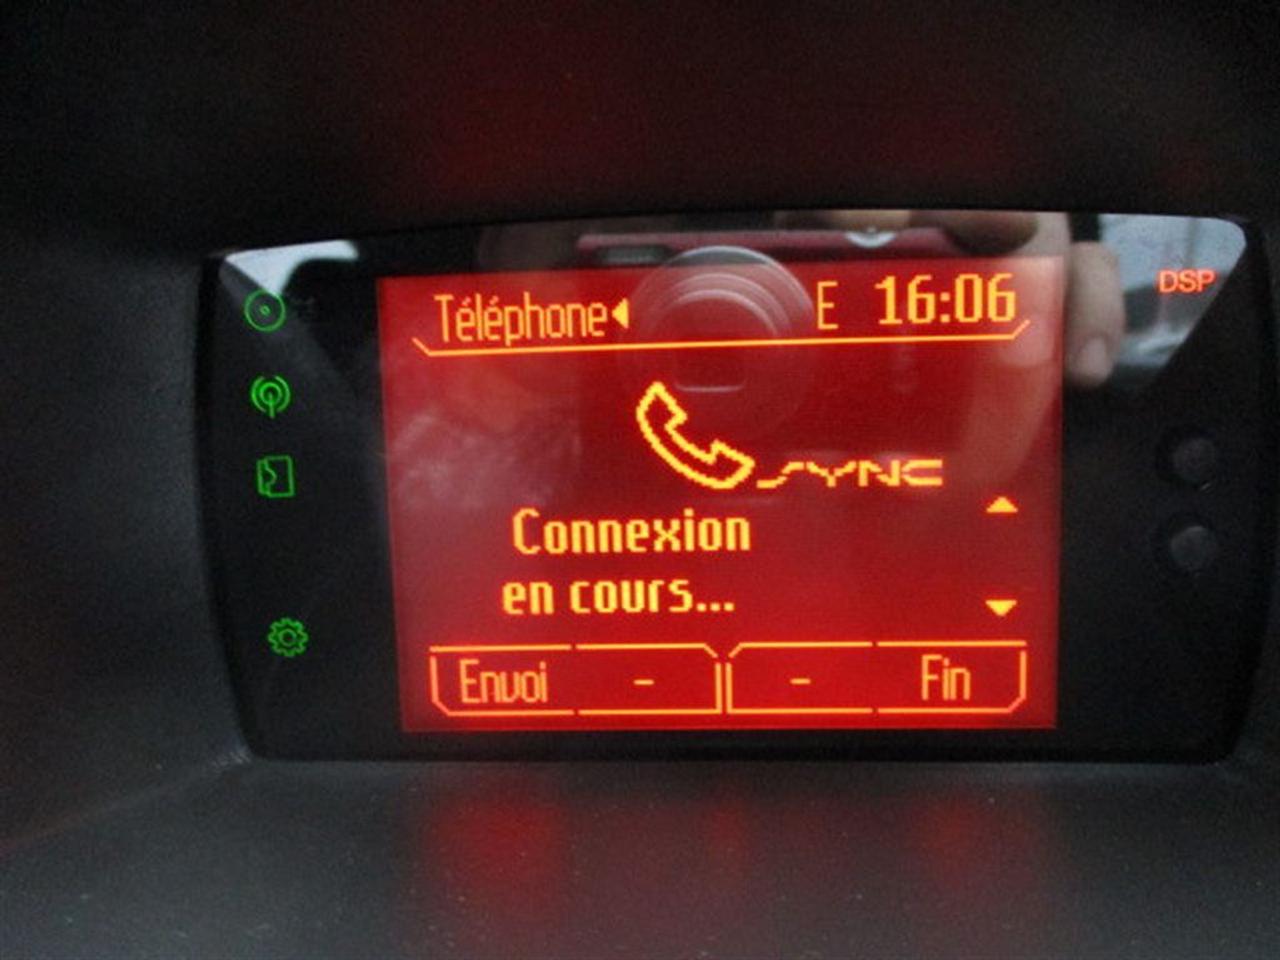 Téléphone E 16:06
DSP
SYNC
Connexion
en cours...
Envoi - - Fin